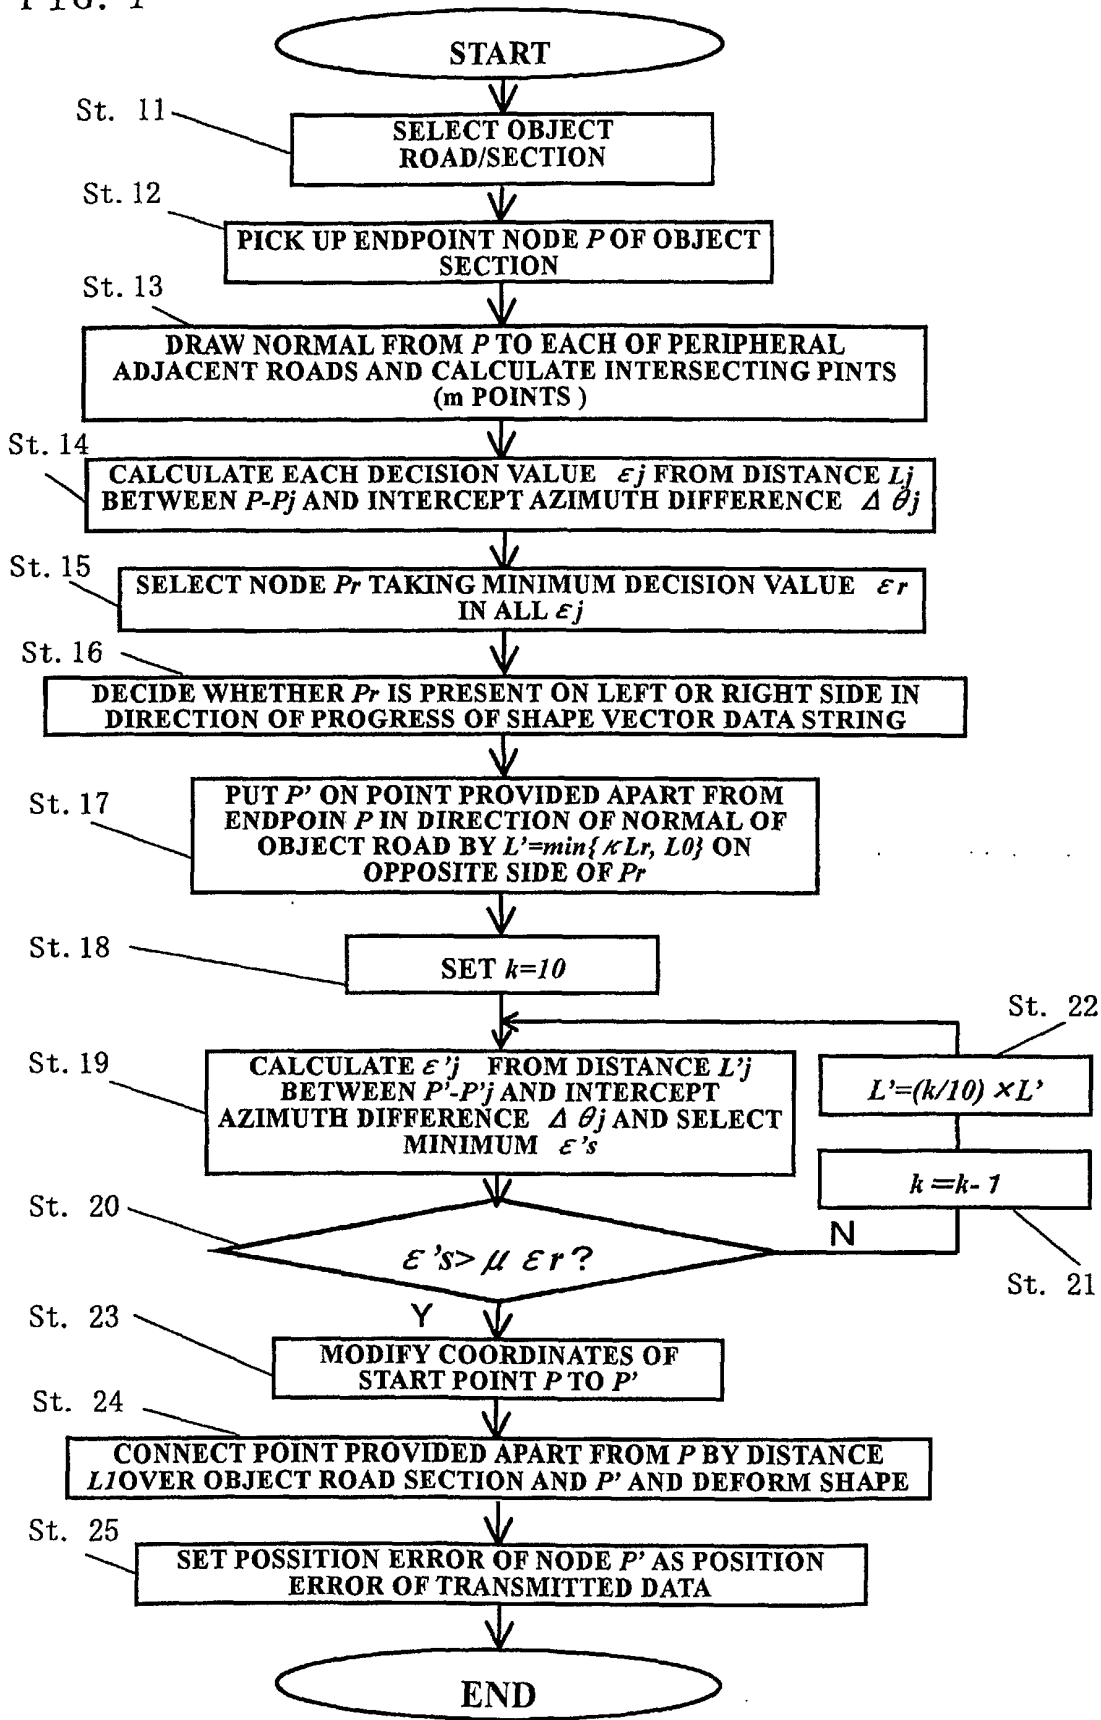 FIG. 1
START
St. 11
SELECT OBJECT
ROAD/SECTION
St. 12
PICK UP ENDPOINT NODE P OF OBJECT
SECTION
St. 13
DRAW NORMAL FROM P TO EACH OF PERIPHERAL
ADJACENT ROADS AND CALCULATE INTERSECTING PINTS
(m POINTS )
St. 14
CALCULATE EACH DECISION VALUE εj FROM DISTANCE Lj
BETWEEN P-Pj AND INTERCEPT AZIMUTH DIFFERENCE Δ θj
St. 15
SELECT NODE Pr TAKING MINIMUM DECISION VALUE εr
IN ALL εj
St. 16
DECIDE WHETHER Pr IS PRESENT ON LEFT OR RIGHT SIDE IN
DIRECTION OF PROGRESS OF SHAPE VECTOR DATA STRING
St. 17
PUT P' ON POINT PROVIDED APART FROM
ENDPOIN P IN DIRECTION OF NORMAL OF
OBJECT ROAD BY L'=min{κLr, L0} ON
OPPOSITE SIDE OF Pr
St. 18
SET k=10
St. 22
L'=(k/10) ×L'
St. 19
CALCULATE ε'j FROM DISTANCE L'j
BETWEEN P'-P'j AND INTERCEPT
AZIMUTH DIFFERENCE Δ θj AND SELECT
MINIMUM ε's
k=k-1
St. 20
ε's> μ εr?
N
St. 21
Y
St. 23
MODIFY COORDINATES OF
START POINT P TO P'
St. 24
CONNECT POINT PROVIDED APART FROM P BY DISTANCE
L1OVER OBJECT ROAD SECTION AND P' AND DEFORM SHAPE
St. 25
SET POSSITION ERROR OF NODE P' AS POSITION
ERROR OF TRANSMITTED DATA
END